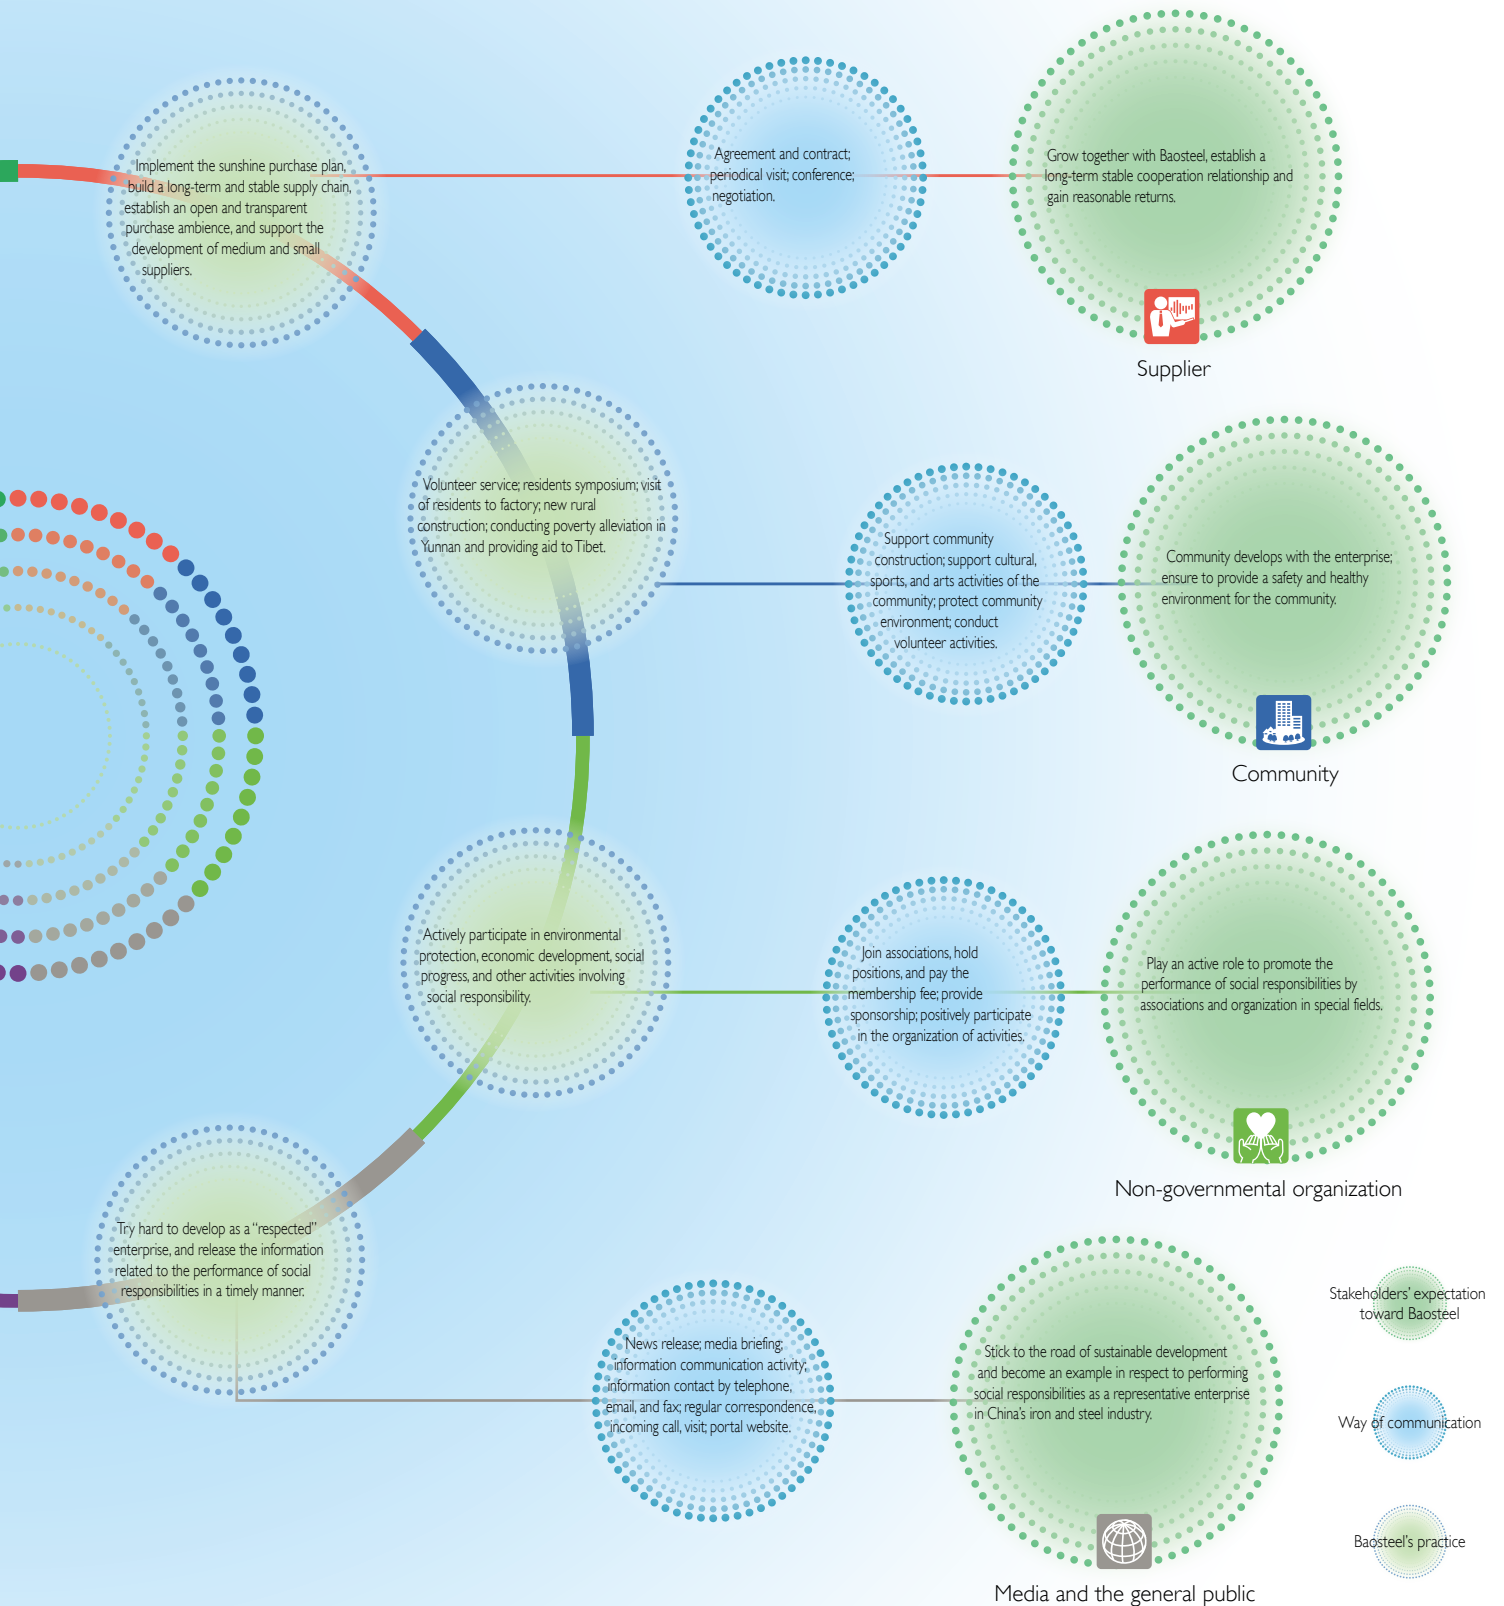 Implement the sunshine purchase plan,
build a long-term and stable supply chain,
establish an open and transparent
purchase ambience, and support the
development of medium and small
suppliers.
Agreement and contract;
periodical visit; conference;
negotiation.
Grow together with Baosteel, establish a
long-term stable cooperation relationship and
gain reasonable returns.
Supplier
Volunteer service; residents symposium; visit
of residents to factory; new rural
construction; conducting poverty alleviation in
Yunnan and providing aid to Tibet.
Support community
construction; support cultural,
sports, and arts activities of the
community; protect community
environment; conduct
volunteer activities.
Community develops with the enterprise;
ensure to provide a safety and healthy
environment for the community.
Community
Actively participate in environmental
protection, economic development, social
progress, and other activities involving
social responsibility.
Join associations, hold
positions, and pay the
membership fee; provide
sponsorship; positively participate
in the organization of activities.
Play an active role to promote the
performance of social responsibilities by
associations and organization in special fields.
Non-governmental organization
Try hard to develop as a “respected”
enterprise, and release the information
related to the performance of social
responsibilities in a timely manner.
News release; media briefing;
information communication activity;
information contact by telephone,
email, and fax; regular correspondence,
incoming call, visit; portal website.
Stick to the road of sustainable development
and become an example in respect to performing
social responsibilities as a representative enterprise
in China’s iron and steel industry.
Media and the general public
Stakeholders’ expectation
toward Baosteel
Way of communication
Baosteel’s practice